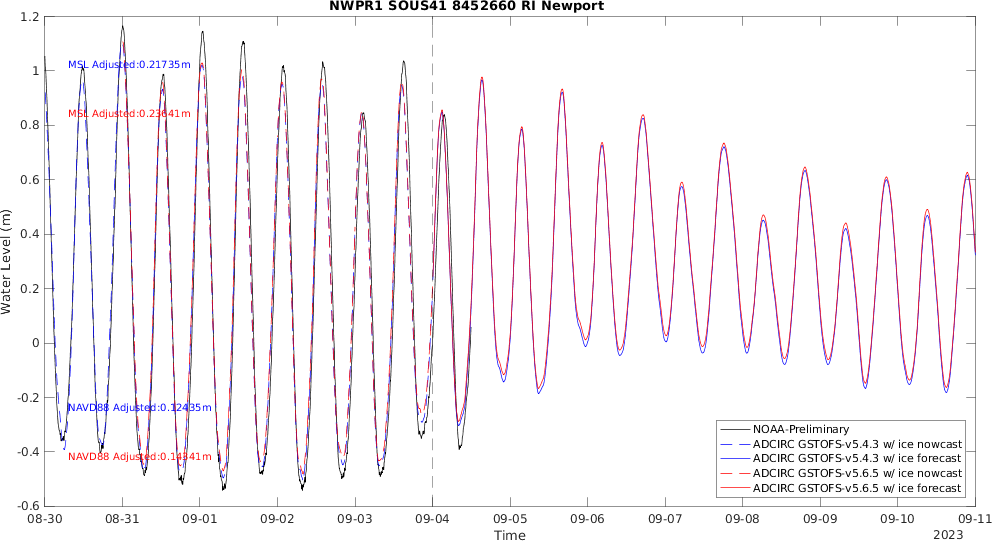 NWPR1 SOUS41 8452660 RI Newport
1.2
1
0.8
0.6
0.4
0.2
0
-0.2
-0.4
-0.6
Water Level (m)
MSL Adjusted:0.21735m
MSL Adjusted:0.23641m
NAVD88 Adjusted:0.12435m
NAVD88 Adjusted:0.14341m
NOAA-Preliminary
ADCIRC GSTOFS-v5.4.3 w/ ice nowcast
ADCIRC GSTOFS-v5.4.3 w/ ice forecast
ADCIRC GSTOFS-v5.6.5 w/ ice nowcast
ADCIRC GSTOFS-v5.6.5 w/ ice forecast
08-30 08-31 09-01 09-02 09-03 09-04 09-05 09-06 09-07 09-08 09-09 09-10 09-11
Time
2023